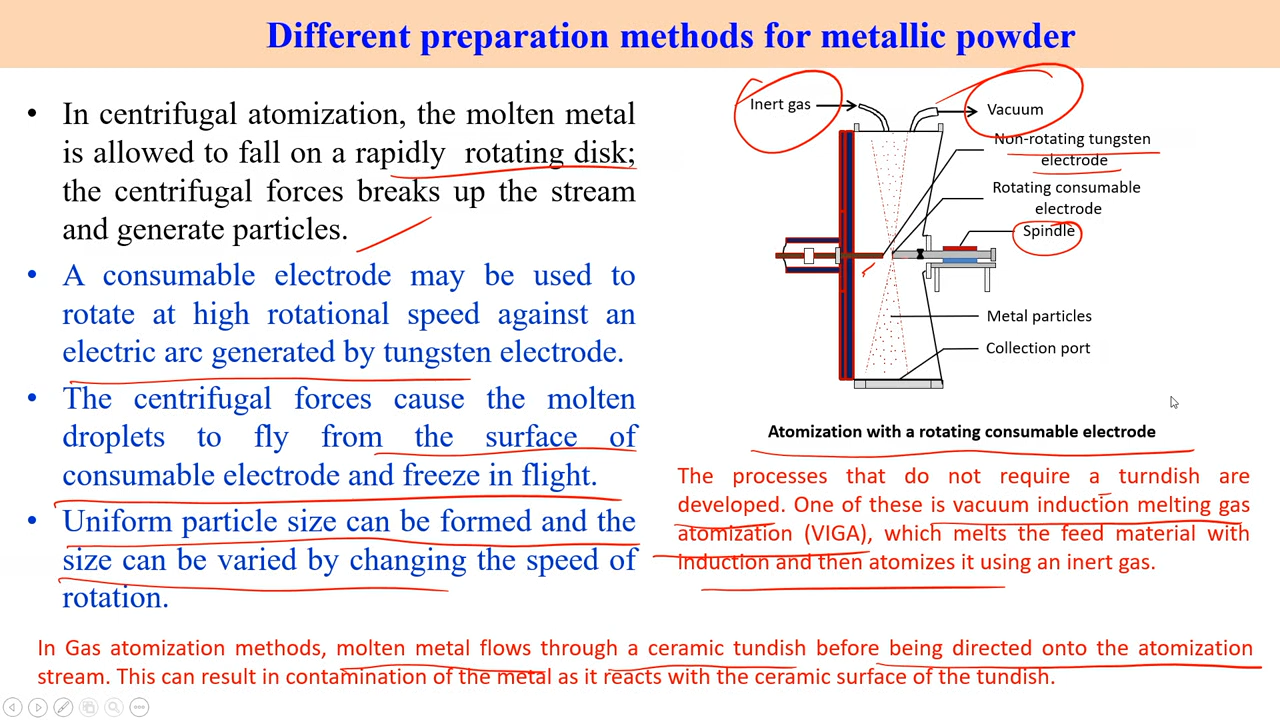 Different preparation methods for metallic powder
• In centrifugal atomization, the molten metal
is allowed to fall on a rapidly rotating disk;
the centrifugal forces breaks up the stream
and generate particles.
• A consumable electrode may be used to
rotate at high rotational speed against an
electric arc generated by tungsten electrode.
• The centrifugal forces cause the molten
droplets to fly from the surface of
consumable electrode and freeze in flight.
• Uniform particle size can be formed and the
size can be varied by changing the speed of
rotation.
Inert gas
Vacuum
Non-rotating tungsten
electrode
Rotating consumable
electrode
Spindle
Metal particles
Collection port
Atomization with a rotating consumable electrode
The processes that do not require a turndish are
developed. One of these is vacuum induction melting gas
atomization (VIGA), which melts the feed material with
induction and then atomizes it using an inert gas.
In Gas atomization methods, molten metal flows through a ceramic tundish before being directed onto the atomization
stream. This can result in contamination of the metal as it reacts with the ceramic surface of the tundish.